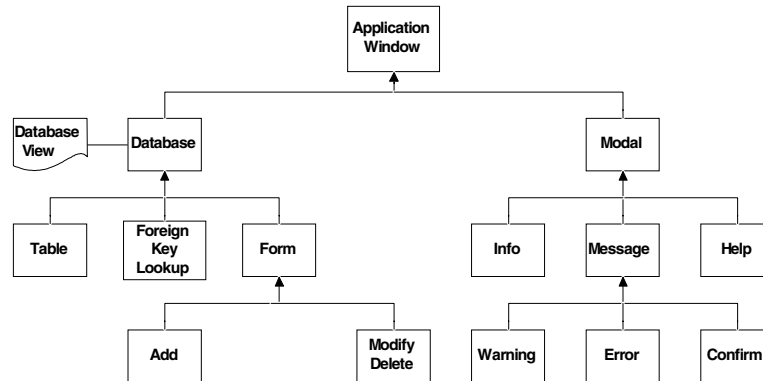 Application
Window
Database
View
Database
Modal
Table
Foreign
Key
Lookup
Form
Info
Message
Help
Add
Modify
Delete
Warning
Error
Confirm